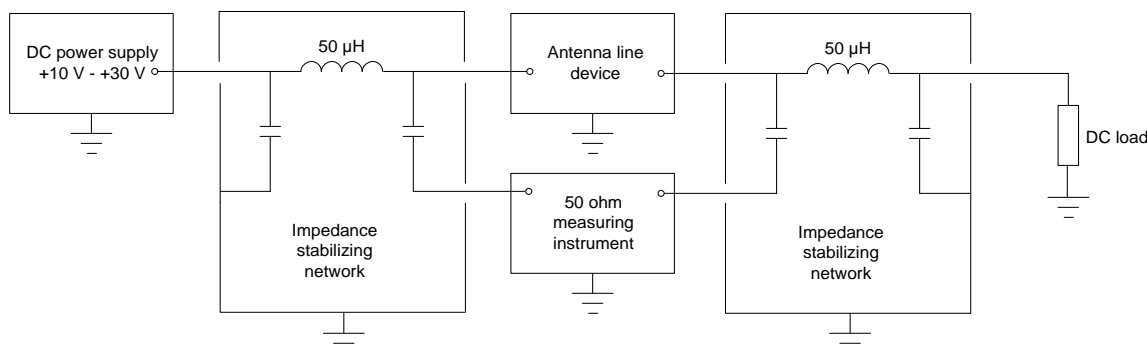 DC power supply
+10 V - +30 V
50 µH
Antenna line
device
50 µH
DC load
50 ohm
measuring
instrument
Impedance
stabilizing
network
Impedance
stabilizing
network